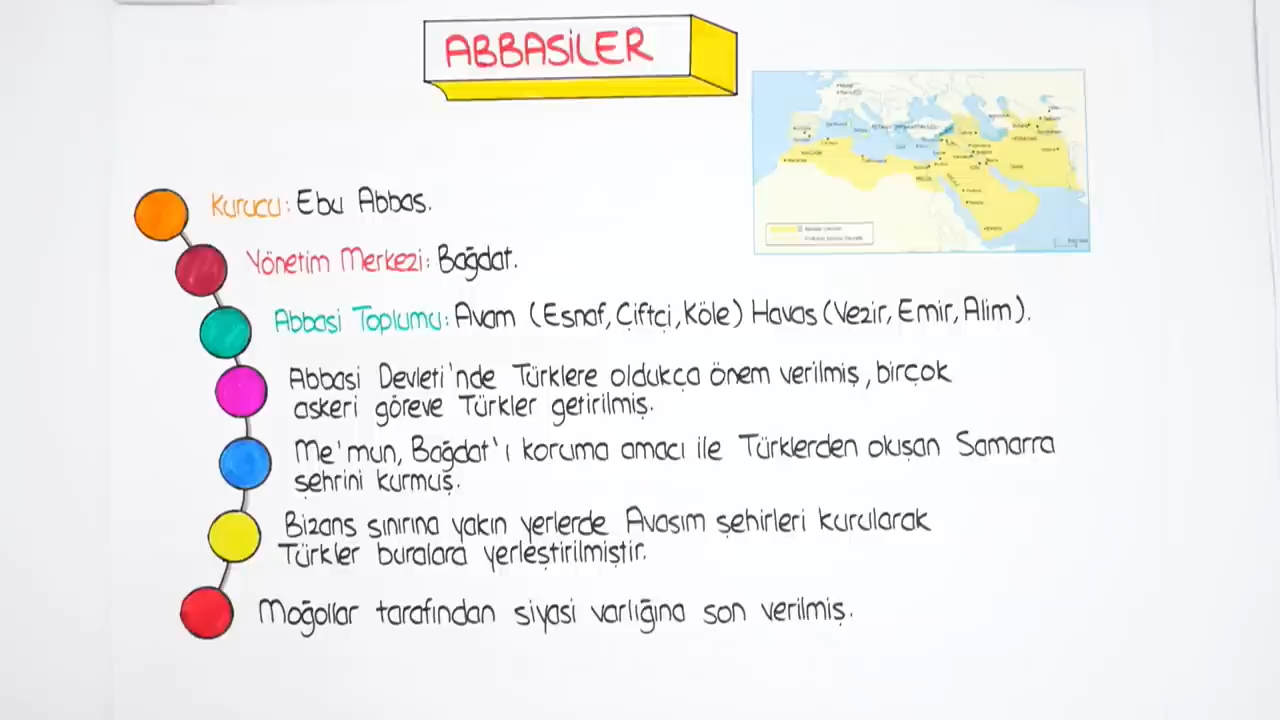 ABBASİLER
Kurucu: Ebu Abbas.
Yönetim Merkezi: Bağdat.
Abbasi Toplumu: Avam (Esnaf, Çiftçi, Köle) Havas (Vezir, Emir, Alim).
Abbasi Devleti'nde Türklere oldukça önem verilmiş, birçok
askeri göreve Türkler getirilmiş.
Me'mun, Bağdat'ı koruma amacı ile Türklerden oluşan Samarra
şehrini kurmuş.
Bizans sınırına yakın yerlerde Avasım şehirleri kurularak
Türkler buralara yerleştirilmiştir.
Moğollar tarafından siyasi varlığına son verilmiş.